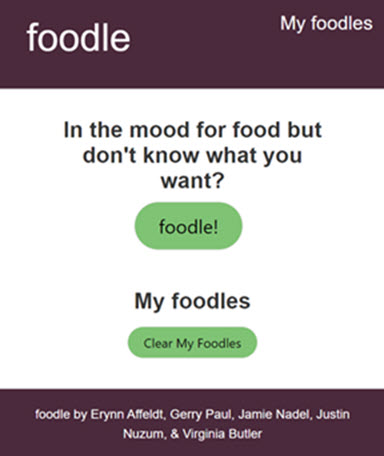 foodle
My foodles
In the mood for food but
don't know what you
want?
foodle!
My foodles
Clear My Foodles
foodle by Erynn Affeldt, Gerry Paul, Jamie Nadel, Justin
Nuzum, & Virginia Butler